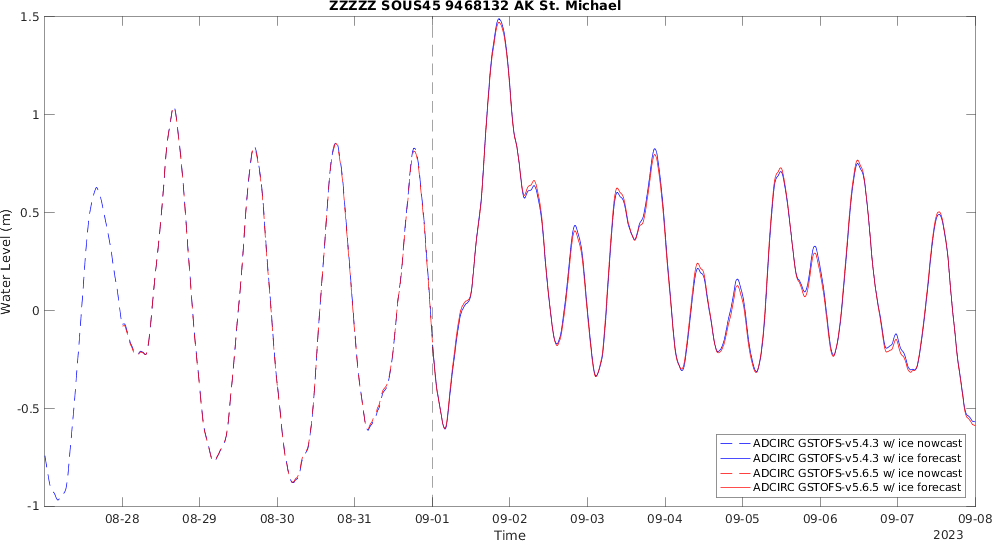 ZZZZZ SOUS45 9468132 AK St. Michael
Water Level (m)
1.5
1
0.5
0
-0.5
-1
ADCIRC GSTOFS-v5.4.3 w/ ice nowcast
ADCIRC GSTOFS-v5.4.3 w/ ice forecast
ADCIRC GSTOFS-v5.6.5 w/ ice nowcast
ADCIRC GSTOFS-v5.6.5 w/ ice forecast
08-28 08-29 08-30 08-31 09-01 09-02 09-03 09-04 09-05 09-06 09-07 09-08
Time
2023